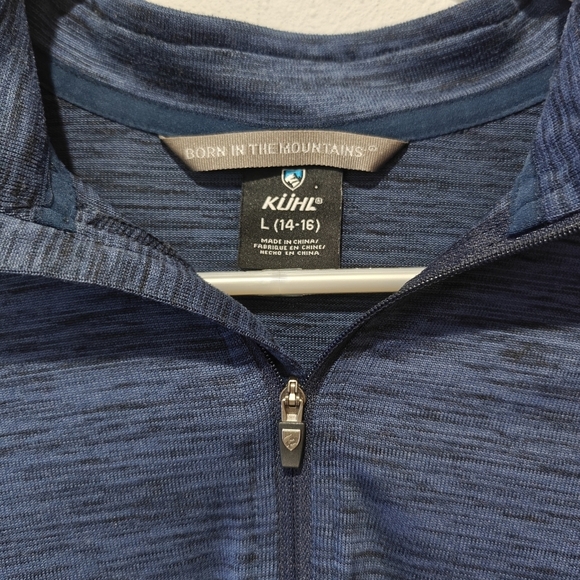 BORN IN THE MOUNTAINS
KÜHL®
L (14-16)
MADE IN CHINA/
FABRIQUÉ EN CHINE/
HECHO EN CHINA